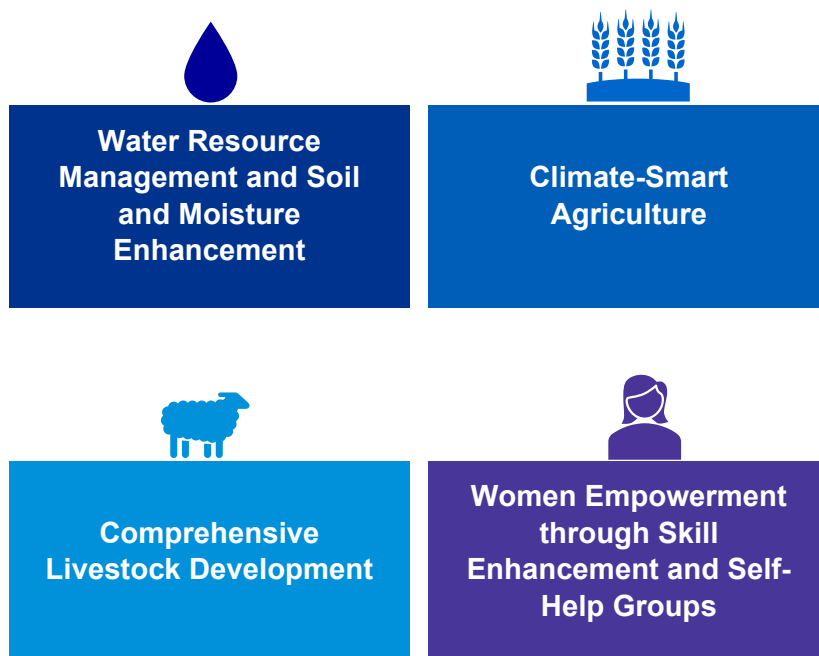 Water Resource
Management and Soil
and Moisture
Enhancement
Climate-Smart
Agriculture
Comprehensive
Livestock Development
Women Empowerment
through Skill
Enhancement and Self-
Help Groups